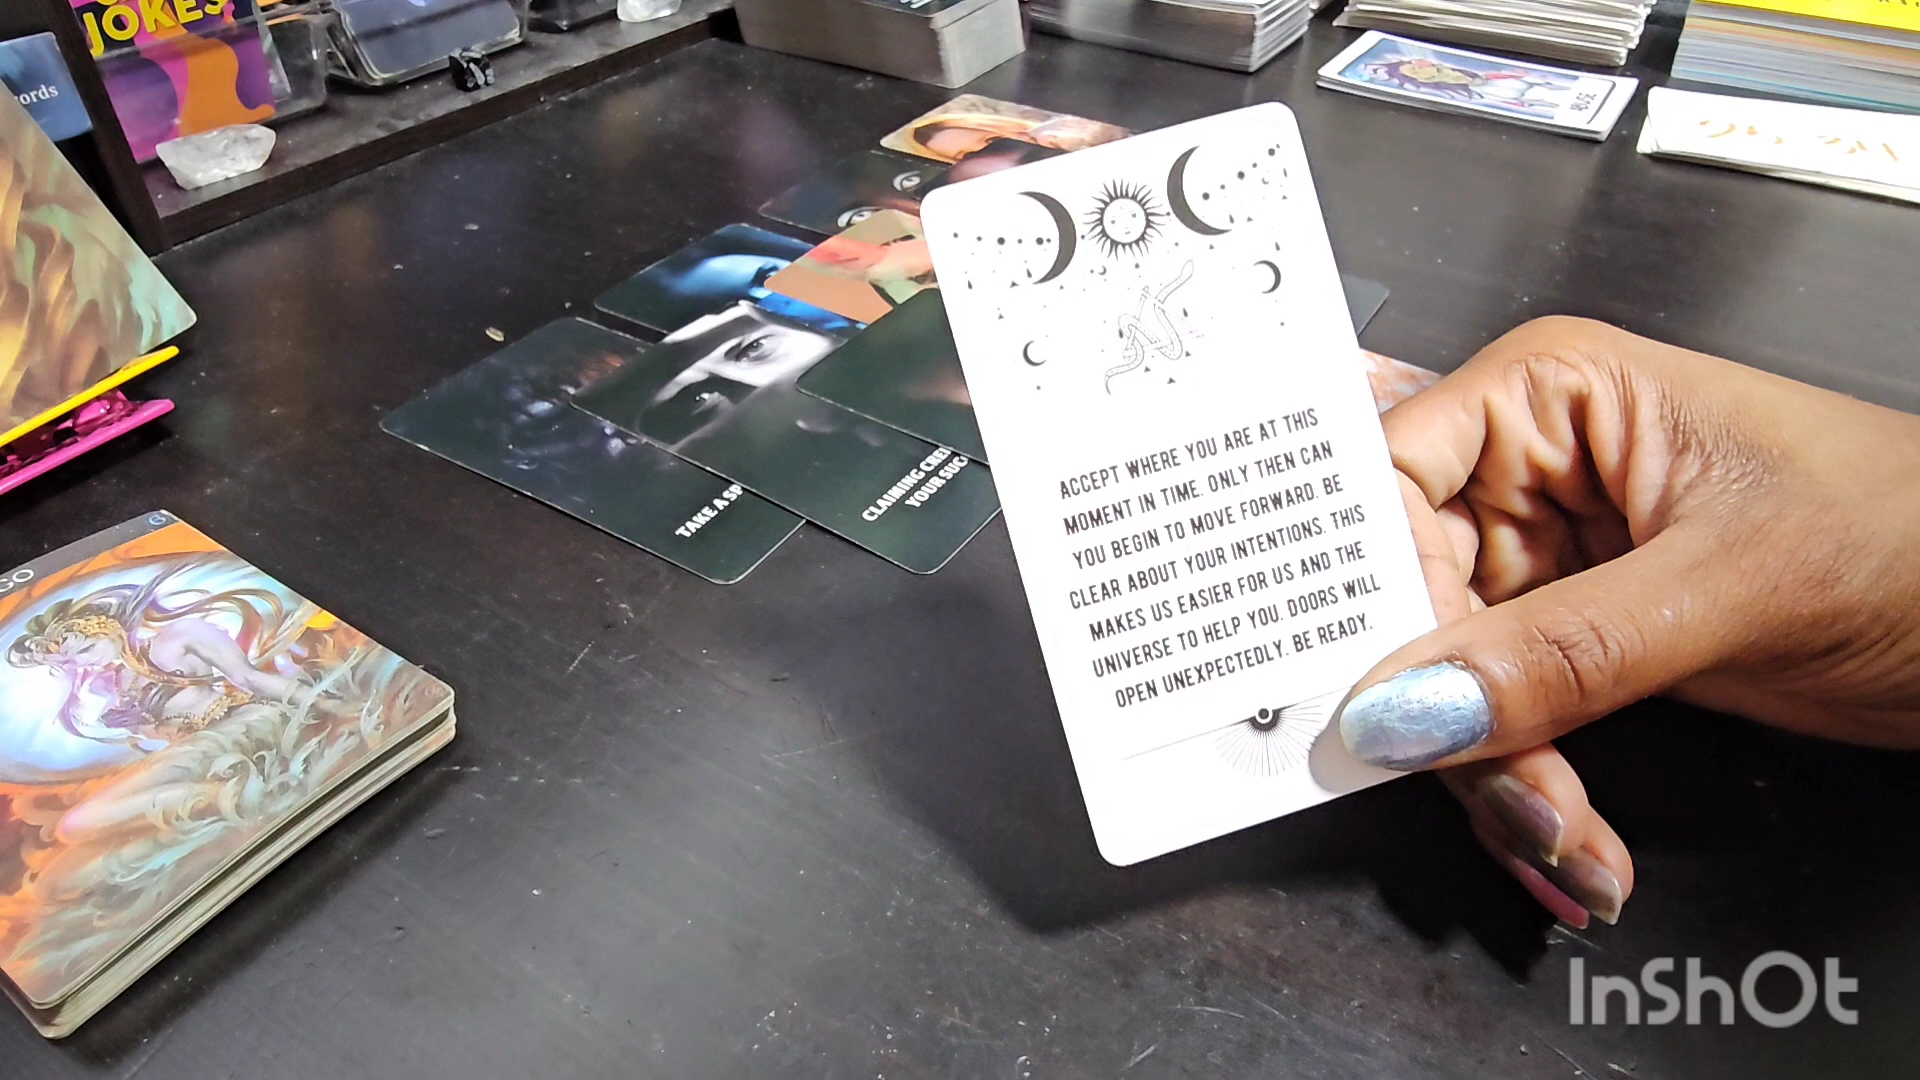 JOKES
ords
GO
TAKE A SP
CLAIMING CRE
YOUR SUC
ACCEPT WHERE YOU ARE AT THIS
MOMENT IN TIME. ONLY THEN CAN
YOU BEGIN TO MOVE FORWARD. BE
CLEAR ABOUT YOUR INTENTIONS. THIS
MAKES US EASIER FOR US AND THE
UNIVERSE TO HELP YOU. DOORS WILL
OPEN UNEXPECTEDLY. BE READY.
InShOt